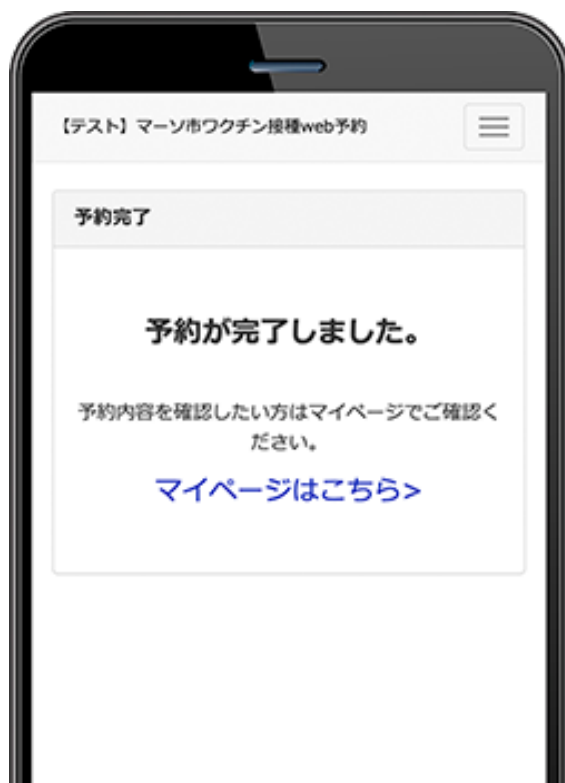 【テスト】マーソ市ワクチン接種web予約
予約完了
予約が完了しました。
予約内容を確認したい方はマイページでご確認く
ださい。
マイページはこちら>